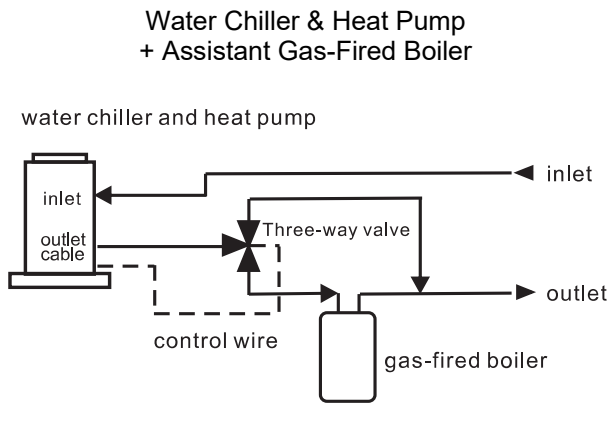 Water Chiller & Heat Pump
+ Assistant Gas-Fired Boiler
water chiller and heat pump
inlet
inlet
Three-way valve
outlet
cable
outlet
control wire
gas-fired boiler